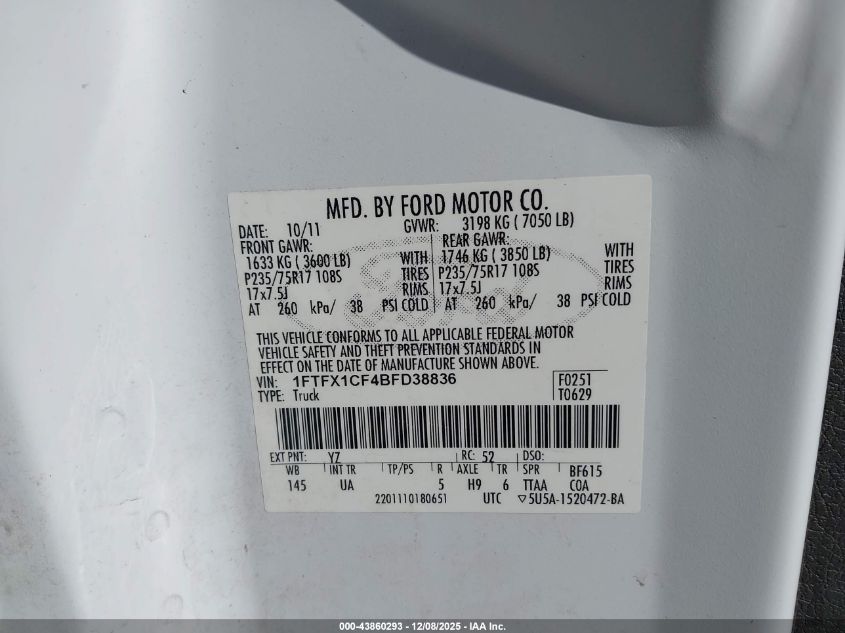 MFD. BY FORD MOTOR CO.
DATE: 10/11 GVWR: 3198 KG ( 7050 LB)
FRONT GAWR: REAR GAWR:
1633 KG ( 3600 LB) WITH 1746 KG ( 3850 LB) WITH
P235/75R17 108S TIRES P235/75R17 108S TIRES
17x7.5J RIMS 17x7.5J RIMS
AT 260 kPa/ 38 PSI COLD AT 260 kPa/ 38 PSI COLD
THIS VEHICLE CONFORMS TO ALL APPLICABLE FEDERAL MOTOR
VEHICLE SAFETY AND THEFT PREVENTION STANDARDS IN
EFFECT ON THE DATE OF MANUFACTURE SHOWN ABOVE.
VIN: 1FTFX1CF4BFD38836 F0251
TYPE: Truck T0629
EXT PNT: YZ RC: 52 DSO:
WB INT TR TP/PS R AXLE TR SPR BF615
145 UA 5 H9 6 TTAA COA
2201110180651 UTC ▽5U5A-1520472-BA
000-43860293 - 12/08/2025 - IAA Inc.